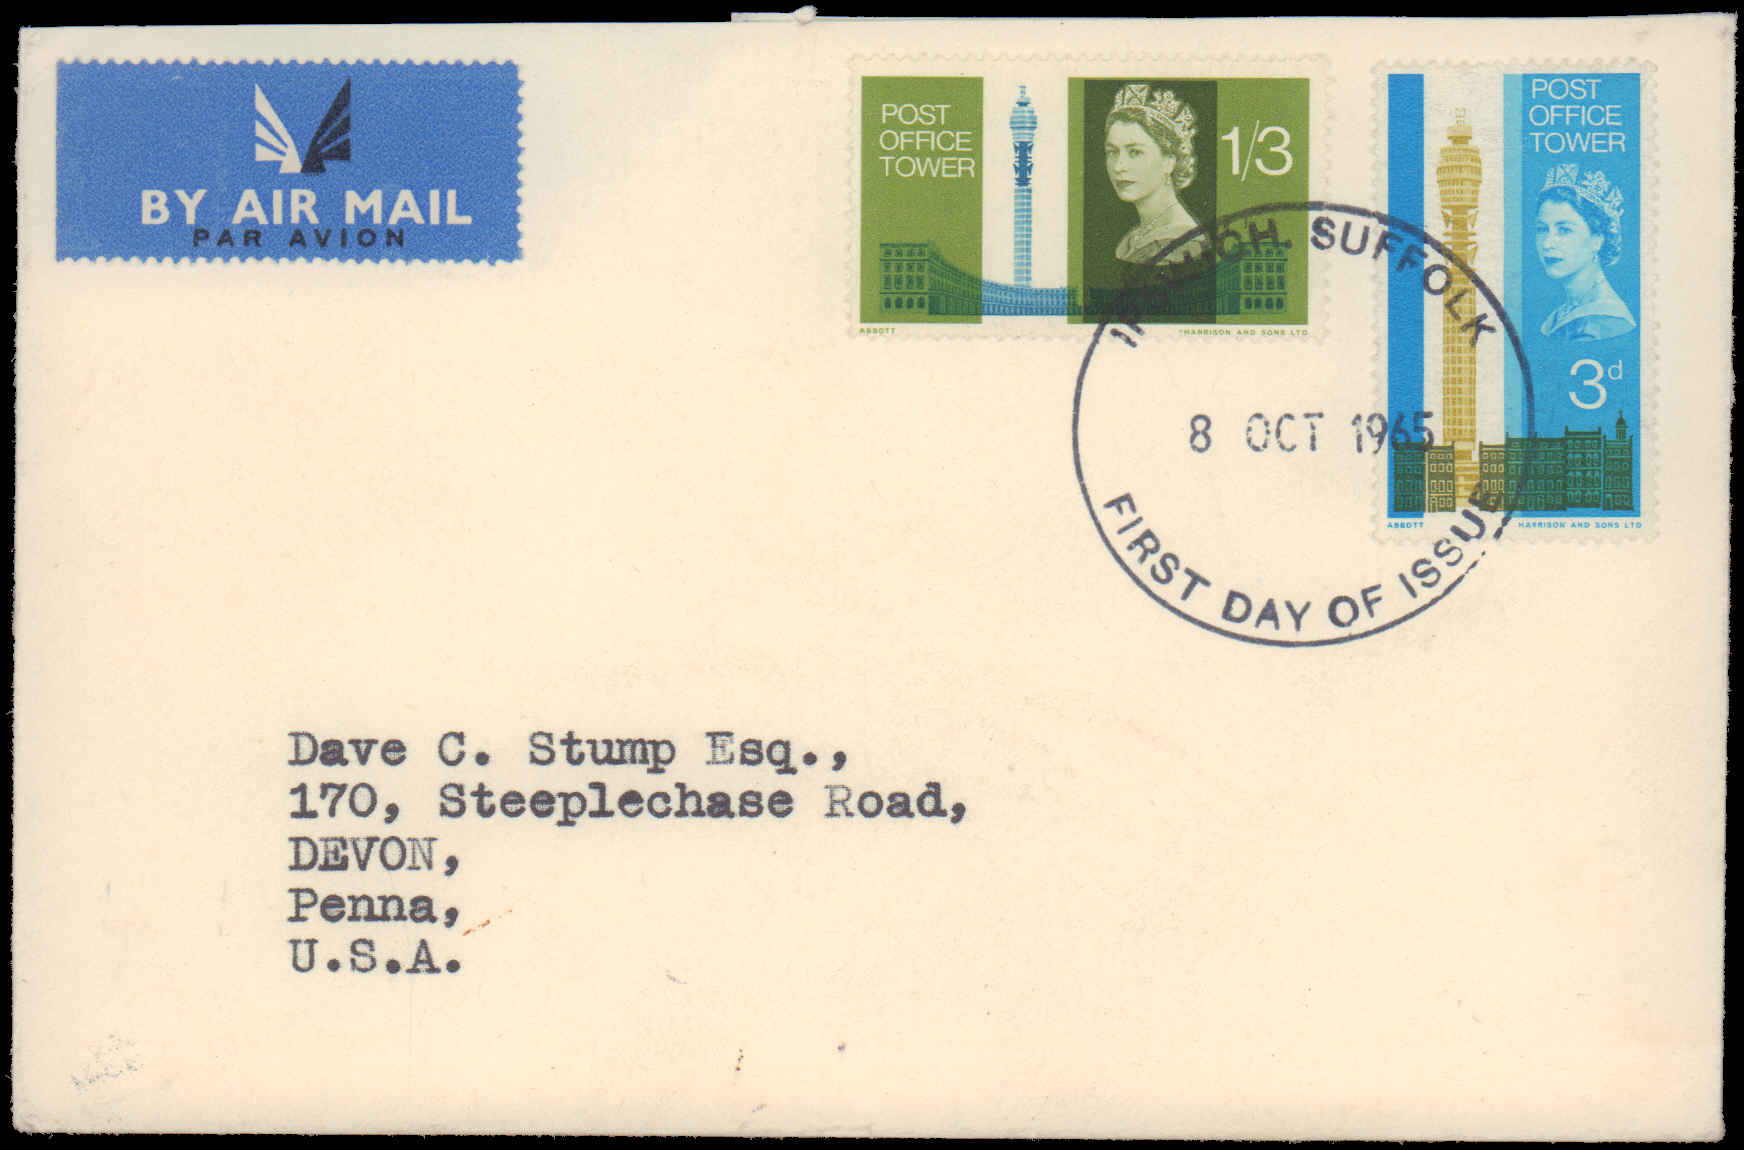 BY AIR MAIL
PAR AVION
POST
OFFICE
TOWER
1/3
ABBOTT
HARRISON AND SONS LTD
POST
OFFICE
TOWER
3d
ABBOTT
HARRISON AND SONS LTD
IPSWICH. SUFFOLK
8 OCT 1965
FIRST DAY OF ISSUE
Dave C. Stump Esq.,
170, Steeplechase Road,
DEVON,
Penna,
U.S.A.